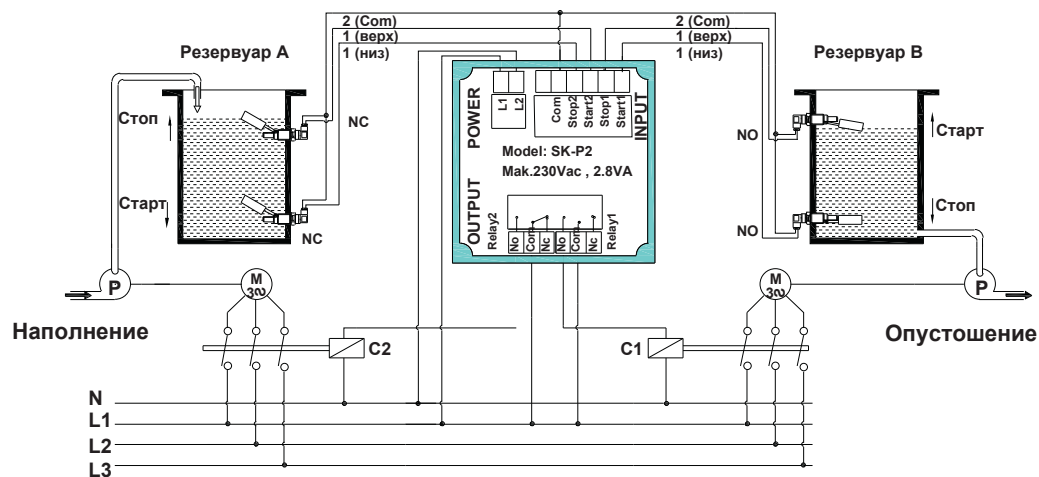 2 (Com)
1 (верх)
1 (низ)
2 (Com)
1 (верх)
1 (низ)
Резервуар А
Резервуар В
Стоп
Старт
NC
NC
POWER
L1
L2
Com
Stop2
Start2
Stop1
Start1
INPUT
Model: SK-P2
Mak.230Vac , 2.8VA
OUTPUT
Relay2
No
Com
Nc
No
Com
Nc
Relay1
NO
NO
Старт
Стоп
P
M
3
M
3
P
Наполнение
Опустошение
C2
C1
N
L1
L2
L3